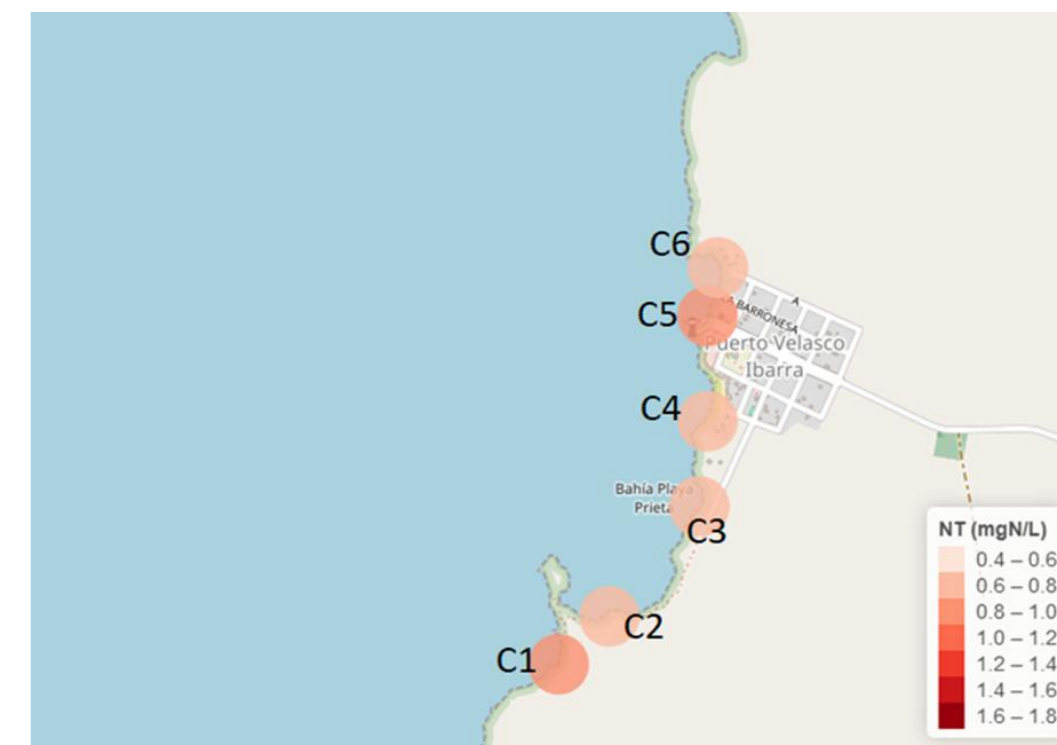 C6
C5
A
LA BARRONESA
Puerto Velasco
Ibarra
C4
Bahía Playa
Prieta
C3
C2
C1
NT (mgN/L)
0.4 – 0.6
0.6 – 0.8
0.8 – 1.0
1.0 – 1.2
1.2 – 1.4
1.4 – 1.6
1.6 – 1.8